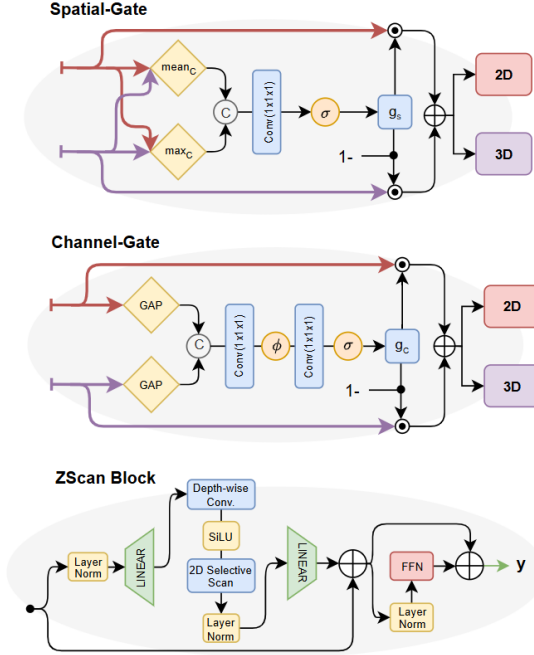 Spatial-Gate
mean_C
max_C
C
Conv(1x1x1)
σ
g_s
1-
2D
3D
Channel-Gate
GAP
GAP
C
Conv(1x1x1)
ϕ
Conv(1x1x1)
σ
g_c
1-
2D
3D
ZScan Block
Layer
Norm
LINEAR
Depth-wise
Conv.
SiLU
2D Selective
Scan
Layer
Norm
LINEAR
FFN
Layer
Norm
y